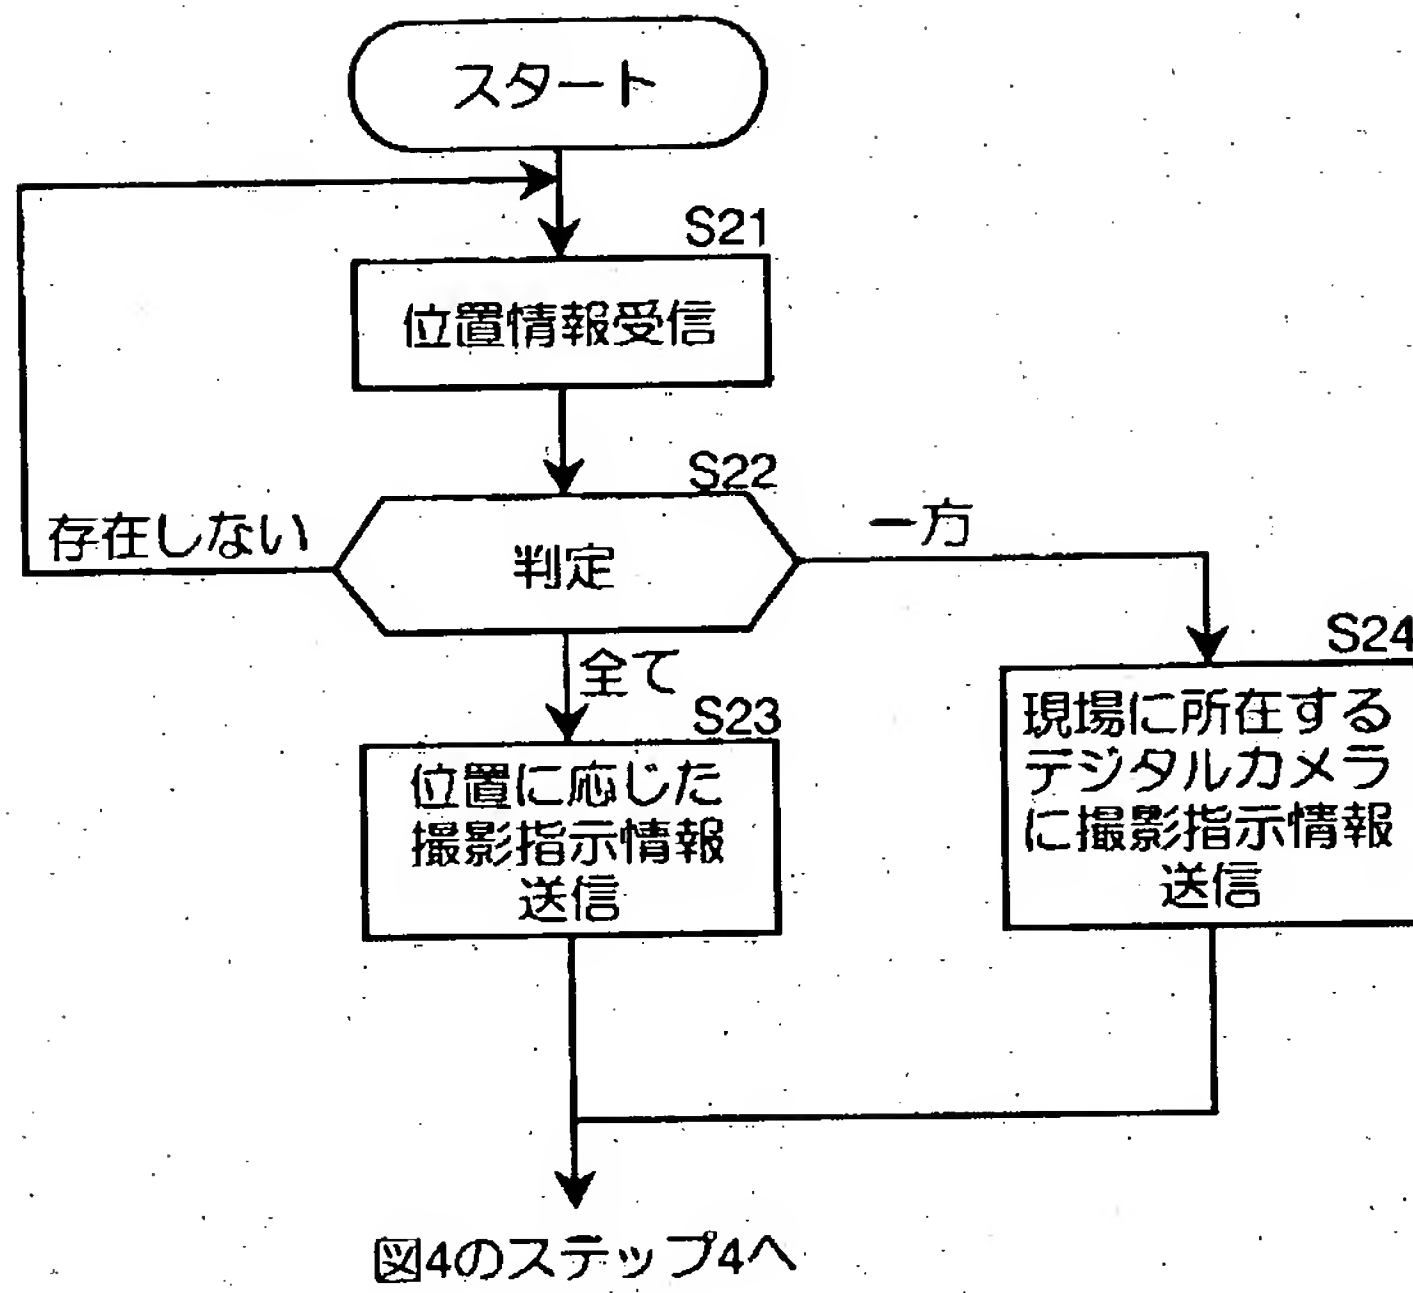 スタート
S21
位置情報受信
S22
存在しない
判定
一方
全て
S23
位置に応じた
撮影指示情報
送信
S24
現場に所在する
デジタルカメラ
に撮影指示情報
送信
図4のステップ4へ